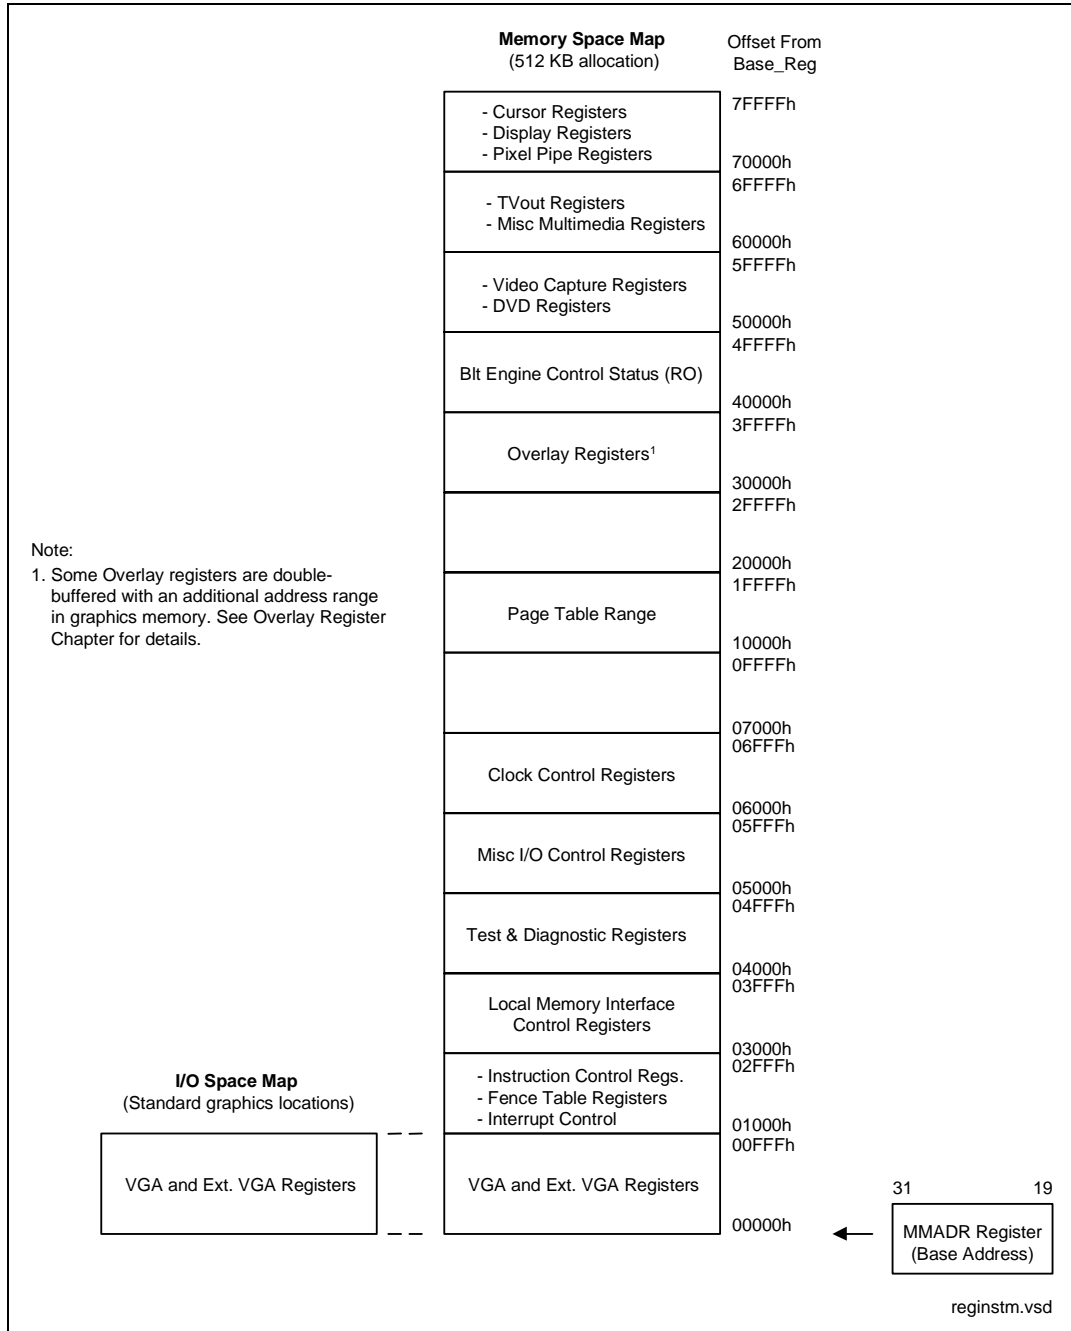 Memory Space Map
(512 KB allocation)
Offset From
Base_Reg
- Cursor Registers
- Display Registers
- Pixel Pipe Registers
7FFFFh
70000h
6FFFFh
- TVout Registers
- Misc Multimedia Registers
60000h
5FFFFh
- Video Capture Registers
- DVD Registers
50000h
4FFFFh
Blt Engine Control Status (RO)
40000h
3FFFFh
Overlay Registers¹
30000h
2FFFFh
20000h
1FFFFh
Note:
1. Some Overlay registers are double-
buffered with an additional address range
in graphics memory. See Overlay Register
Chapter for details.
Page Table Range
10000h
0FFFFh
07000h
06FFFh
Clock Control Registers
06000h
05FFFh
Misc I/O Control Registers
05000h
04FFFh
Test & Diagnostic Registers
04000h
03FFFh
Local Memory Interface
Control Registers
03000h
02FFFh
- Instruction Control Regs.
- Fence Table Registers
- Interrupt Control
01000h
00FFFh
I/O Space Map
(Standard graphics locations)
VGA and Ext. VGA Registers
VGA and Ext. VGA Registers
00000h
31 19
MMADR Register
(Base Address)
reginstm.vsd